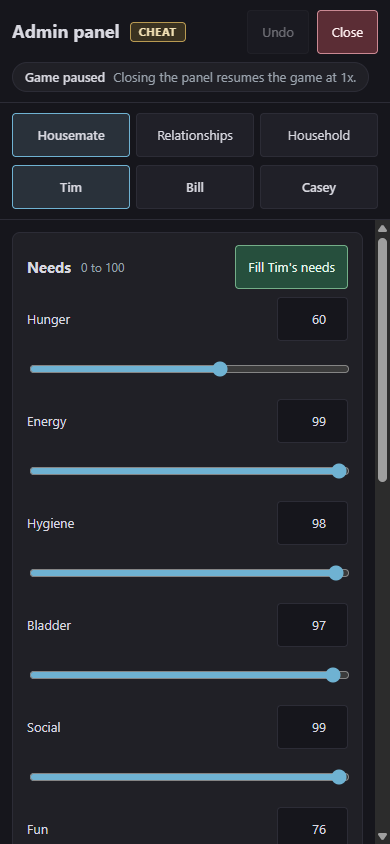 Admin panel CHEAT Undo Close
Game paused Closing the panel resumes the game at 1x.
Housemate Relationships Household
Tim Bill Casey
Needs 0 to 100 Fill Tim's needs
Hunger 60
Energy 99
Hygiene 98
Bladder 97
Social 99
Fun 76